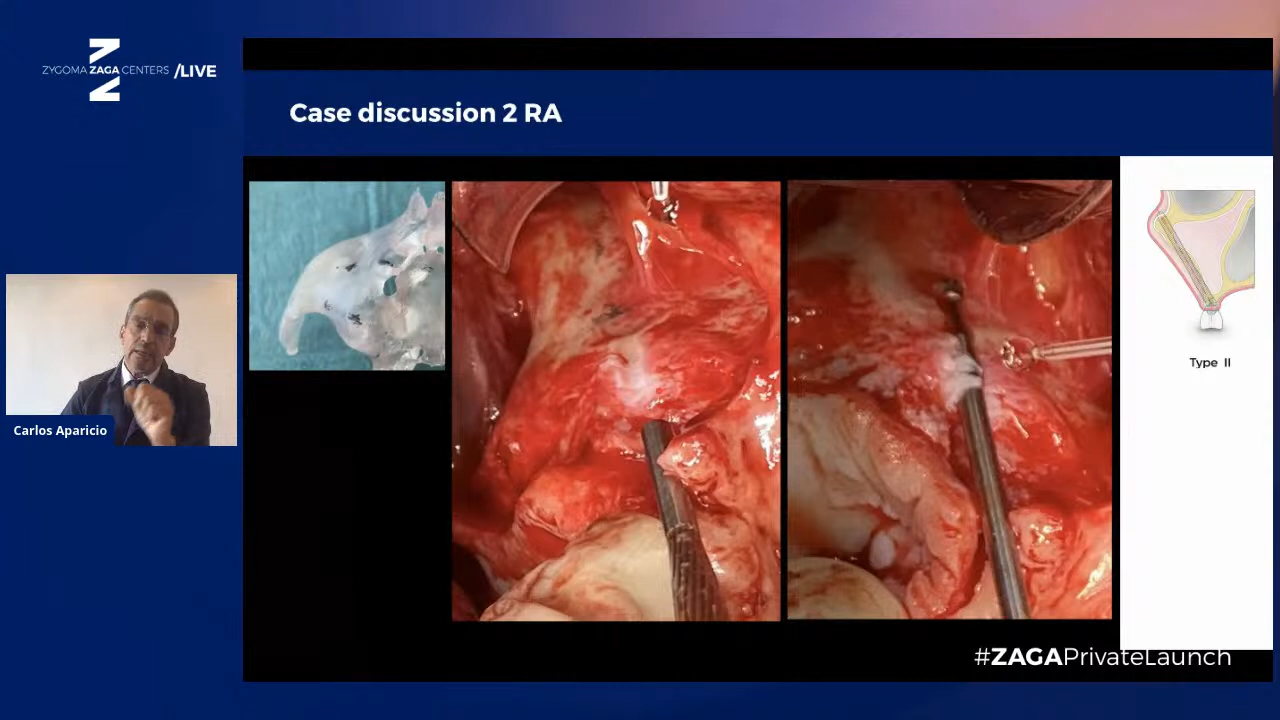 ZYGOMA ZAGA CENTERS /LIVE
Case discussion 2 RA
Type II
Carlos Aparicio
#ZAGAPrivateLaunch